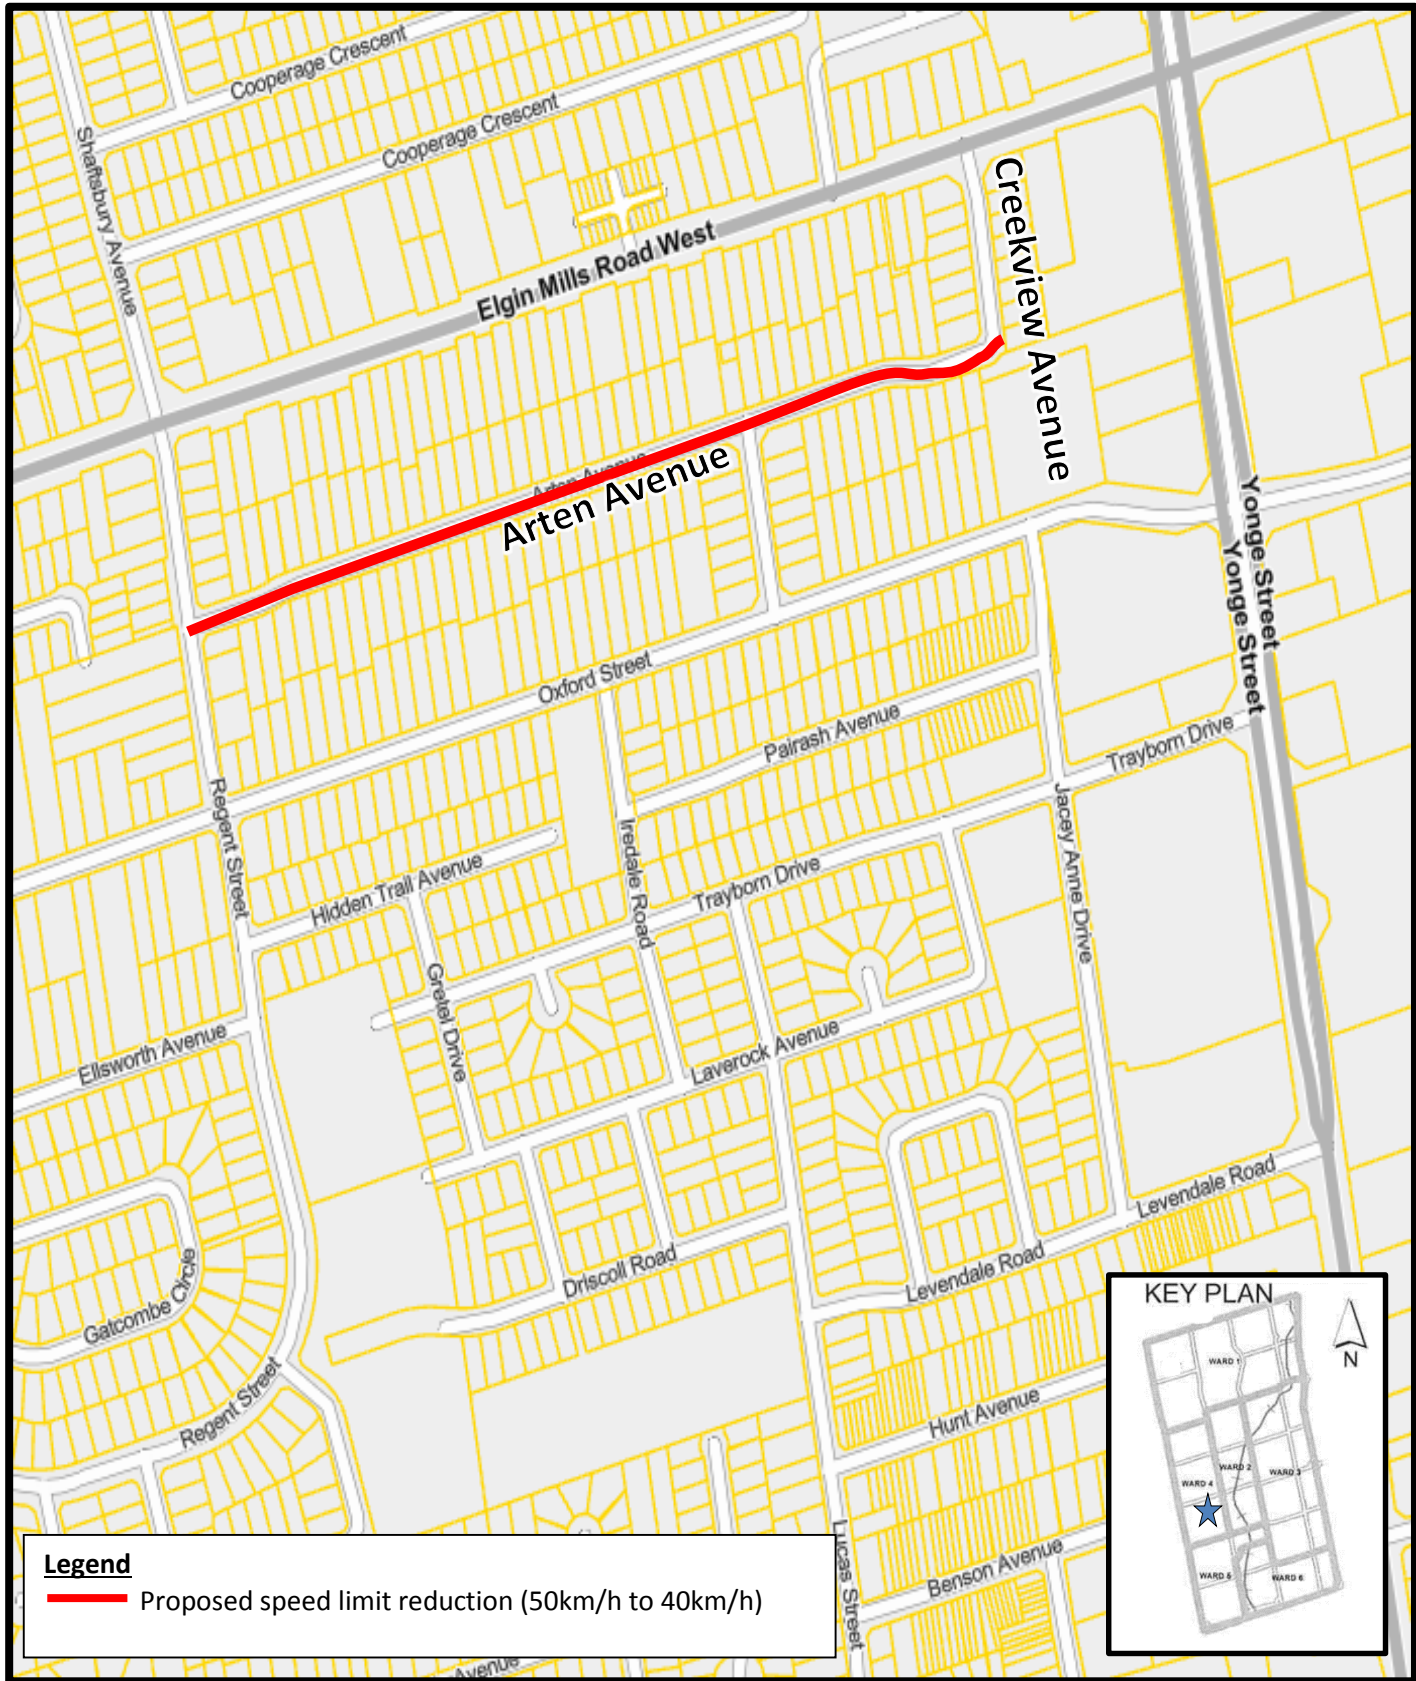 Cooperage Crescent
Cooperage Crescent
Shaftsbury Avenue
Elgin Mills Road West
Creekview Avenue
Arten Avenue
Arten Avenue
Yonge Street
Yonge Street
Oxford Street
Pairash Avenue
Trayborn Drive
Regent Street
Iredale Road
Jacey Anne Drive
Hidden Trail Avenue
Trayborn Drive
Gretel Drive
Ellsworth Avenue
Laverock Avenue
Levendale Road
Driscoll Road
Levendale Road
Gatcombe Circle
Regent Street
Hunt Avenue
Lucas Street
Benson Avenue
Avenue
KEY PLAN
N
WARD 1
WARD 2
WARD 3
WARD 4
WARD 5
WARD 6
Legend
Proposed speed limit reduction (50km/h to 40km/h)